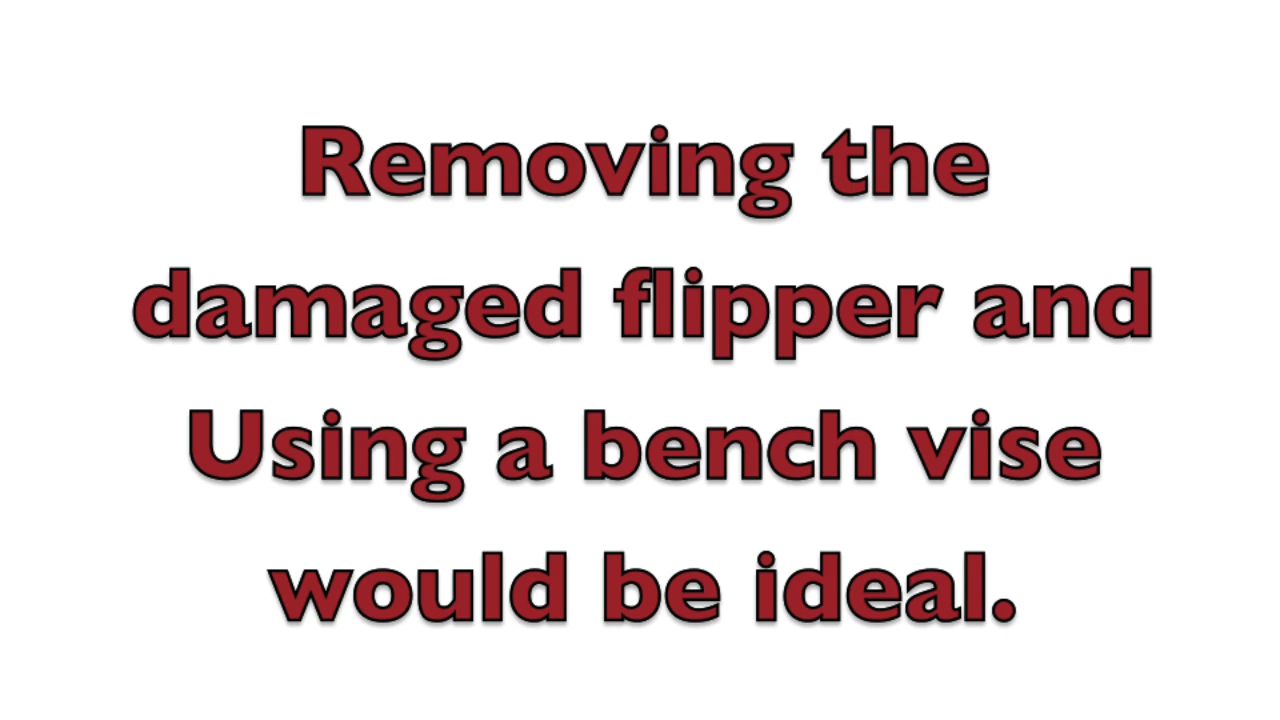 Removing the
damaged flipper and
Using a bench vise
would be ideal.